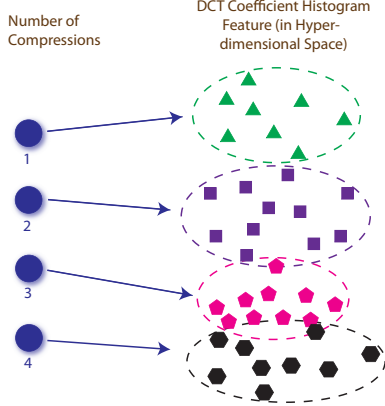 Number of
Compressions
DCT Coefficient Histogram
Feature (in Hyper-
dimensional Space)
1
2
3
4